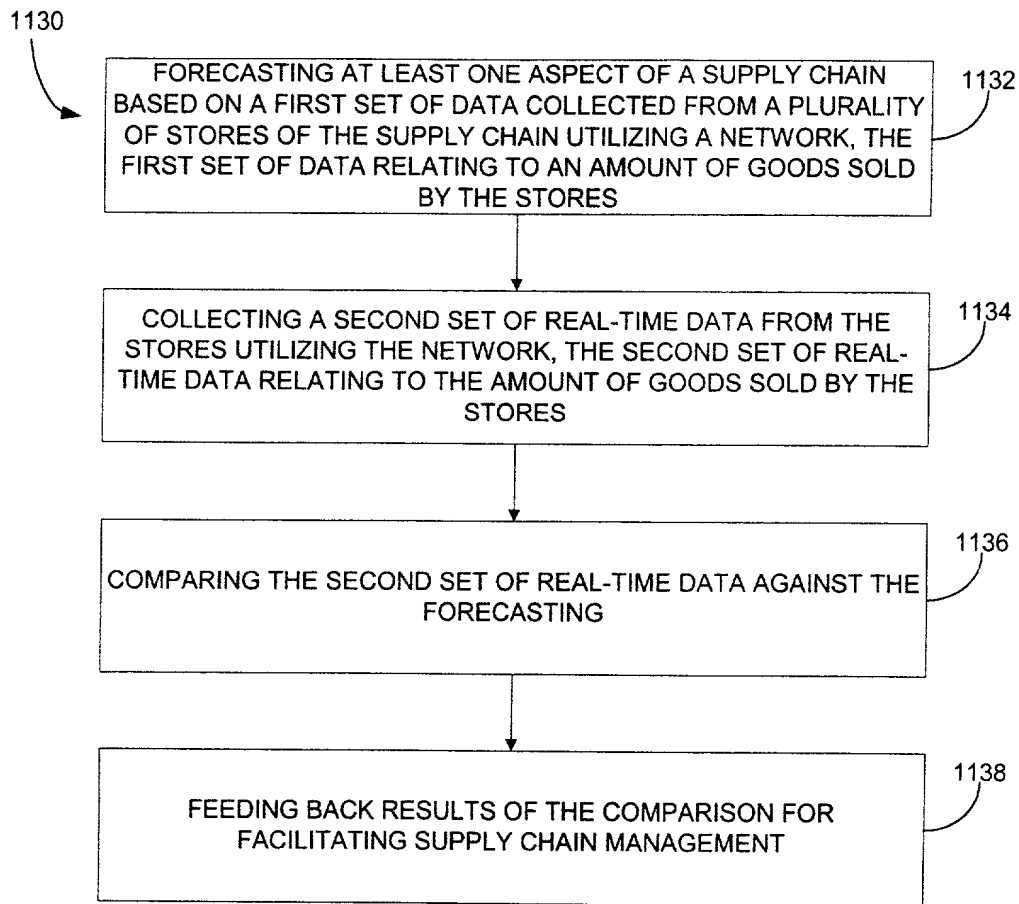 1130
FORECASTING AT LEAST ONE ASPECT OF A SUPPLY CHAIN
BASED ON A FIRST SET OF DATA COLLECTED FROM A PLURALITY
OF STORES OF THE SUPPLY CHAIN UTILIZING A NETWORK, THE
FIRST SET OF DATA RELATING TO AN AMOUNT OF GOODS SOLD
BY THE STORES
1132
COLLECTING A SECOND SET OF REAL-TIME DATA FROM THE
STORES UTILIZING THE NETWORK, THE SECOND SET OF REAL-
TIME DATA RELATING TO THE AMOUNT OF GOODS SOLD BY THE
STORES
1134
COMPARING THE SECOND SET OF REAL-TIME DATA AGAINST THE
FORECASTING
1136
FEEDING BACK RESULTS OF THE COMPARISON FOR
FACILITATING SUPPLY CHAIN MANAGEMENT
1138